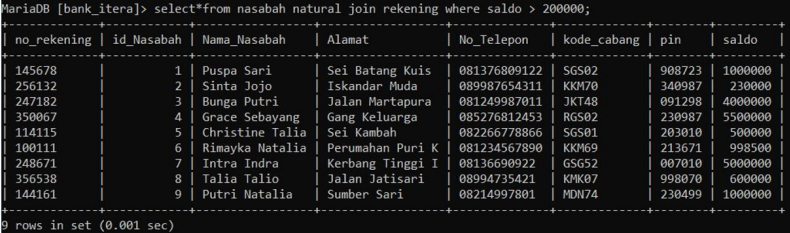 MariaDB [bank_itera]> select*from nasabah natural join rekening where saldo > 200000;
| no_rekening | id_Nasabah | Nama_Nasabah | Alamat | No_Telepon | kode_cabang | pin | saldo |
| 145678 | 1 | Puspa Sari | Sei Batang Kuis | 081376809122 | SGS02 | 908723 | 1000000 |
| 256132 | 2 | Sinta Jojo | Iskandar Muda | 089987654311 | KKM70 | 340987 | 230000 |
| 247182 | 3 | Bunga Putri | Jalan Martapura | 081249987011 | JKT48 | 091298 | 4000000 |
| 350067 | 4 | Grace Sebayang | Gang Keluarga | 085276812453 | RGS02 | 230987 | 5500000 |
| 114115 | 5 | Christine Talia | Sei Kambah | 082266778866 | SGS01 | 203010 | 500000 |
| 100111 | 6 | Rimayka Natalia | Perumahan Puri K | 081234567890 | KKM69 | 213671 | 998500 |
| 248671 | 7 | Intra Indra | Kerbang Tinggi I | 08136690922 | GSG52 | 007010 | 5000000 |
| 356538 | 8 | Talia Talio | Jalan Jatisari | 08994735421 | KMK07 | 998070 | 600000 |
| 144161 | 9 | Putri Natalia | Sumber Sari | 08214997801 | MDN74 | 230499 | 1000000 |
9 rows in set (0.001 sec)